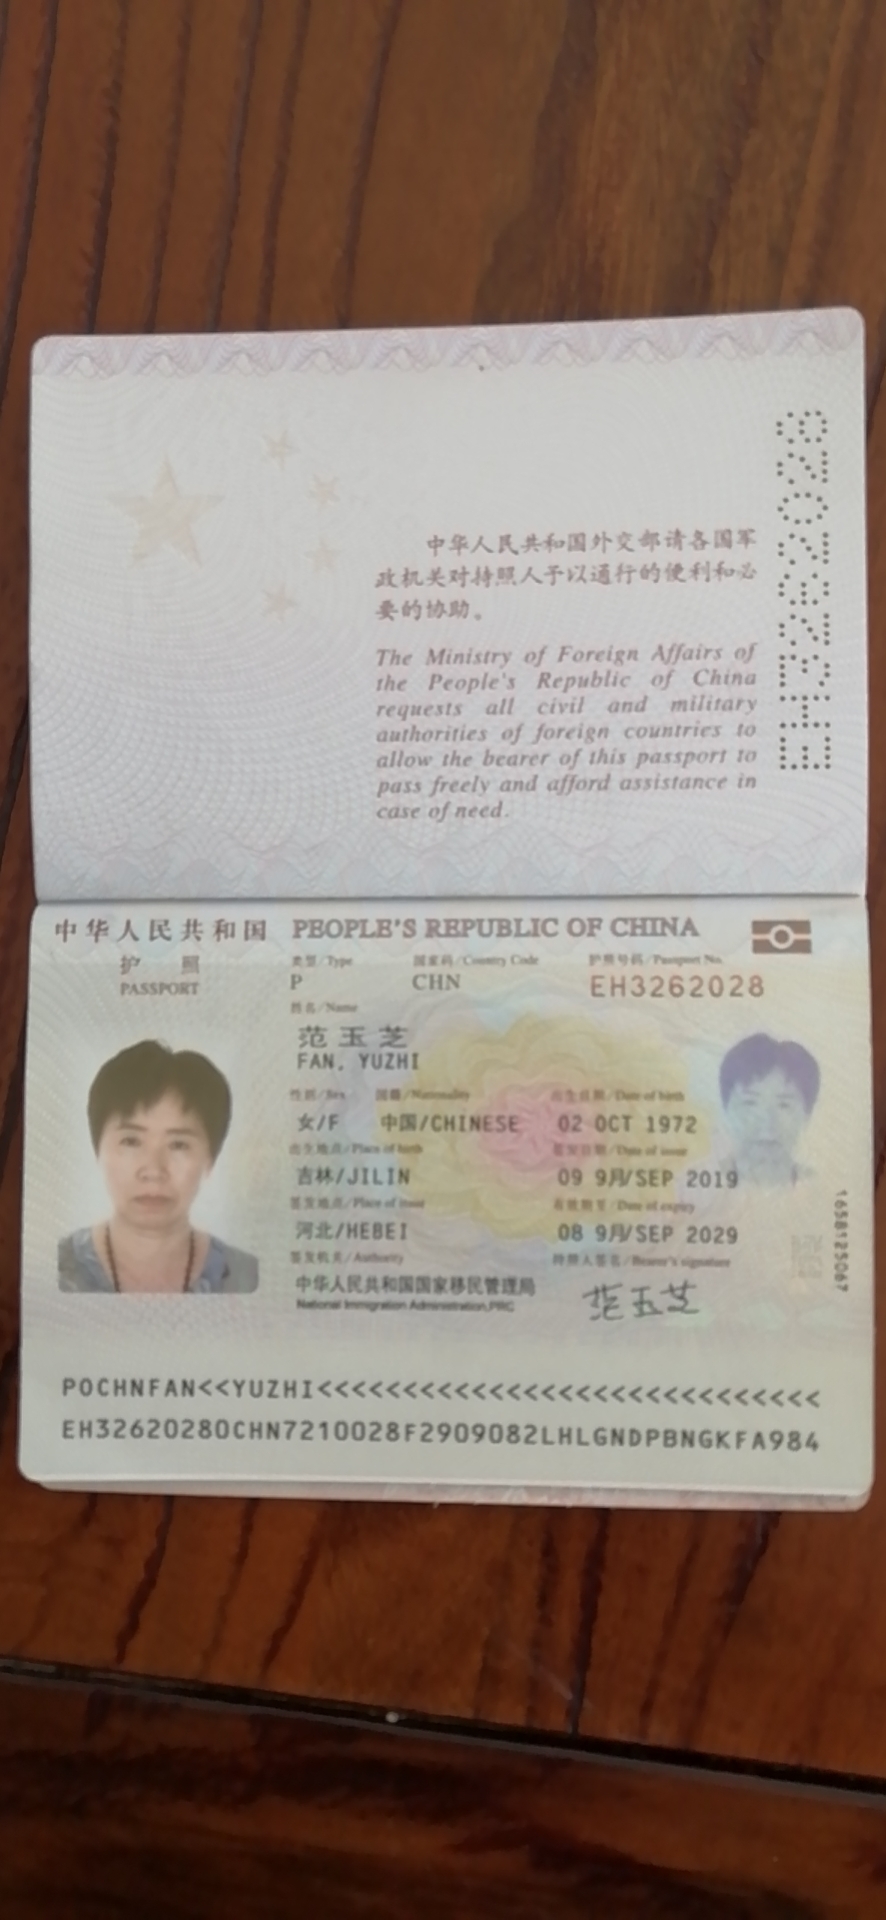 EH3262028
中华人民共和国外交部请各国军
政机关对持照人予以通行的便利和必
要的协助。
The Ministry of Foreign Affairs of
the People's Republic of China
requests all civil and military
authorities of foreign countries to
allow the bearer of this passport to
pass freely and afford assistance in
case of need.
中华人民共和国 PEOPLE'S REPUBLIC OF CHINA
护 照
PASSPORT
类型/Type 国家码/Country Code 护照号码/Passport No.
P CHN EH3262028
姓名/Name
范玉芝
FAN, YUZHI
性别/Sex 国籍/Nationality 出生日期/Date of birth
女/F 中国/CHINESE 02 OCT 1972
出生地点/Place of birth 签发日期/Date of issue
吉林/JILIN 09 9月/SEP 2019
签发地点/Place of issue 有效期至/Date of expiry
河北/HEBEI 08 9月/SEP 2029
签发机关/Authority 持照人签名/Bearer's signature
中华人民共和国国家移民管理局
National Immigration Administration,PRC
范玉芝
1658125067
POCHNFAN<<YUZHI<<<<<<<<<<<<<<<<<<<<<<<<<<<<<
EH32620280CHN7210028F2909082LHLGNDPBNGKFA984